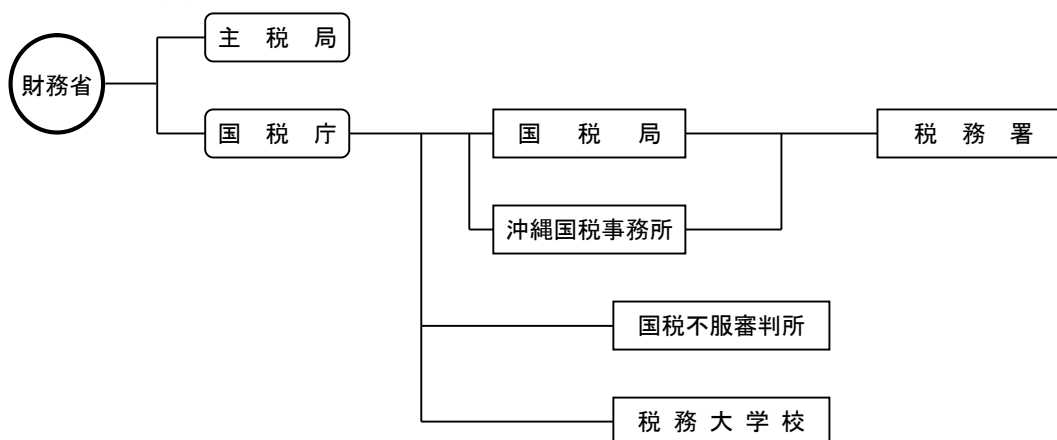 主税局
財務省
国税庁
国税局
税務署
沖縄国税事務所
国税不服審判所
税務大学校